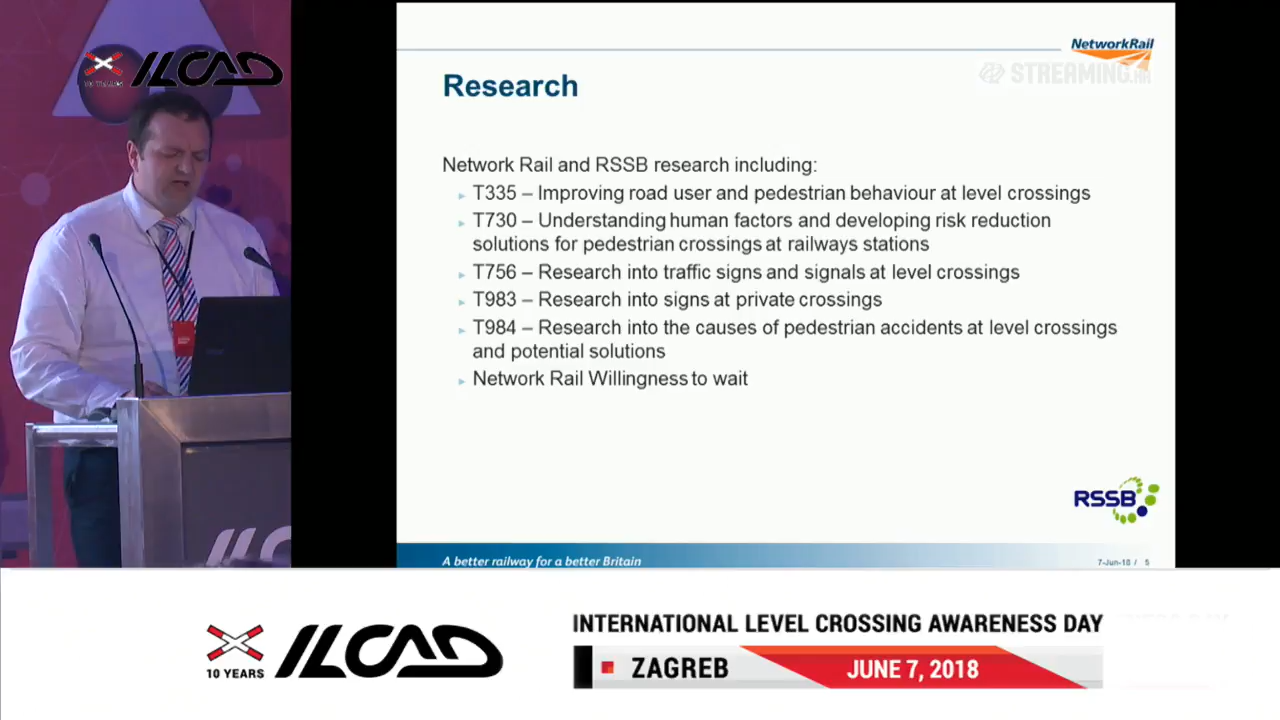 10 YEARS
ILCAD
NetworkRail
STREAMING.HR
Research
Network Rail and RSSB research including:
T335 – Improving road user and pedestrian behaviour at level crossings
T730 – Understanding human factors and developing risk reduction
solutions for pedestrian crossings at railways stations
T756 – Research into traffic signs and signals at level crossings
T983 – Research into signs at private crossings
T984 – Research into the causes of pedestrian accidents at level crossings
and potential solutions
Network Rail Willingness to wait
RSSB
A better railway for a better Britain
7-Jun-18 / 5
10 YEARS
ILCAD
INTERNATIONAL LEVEL CROSSING AWARENESS DAY
ZAGREB
JUNE 7, 2018